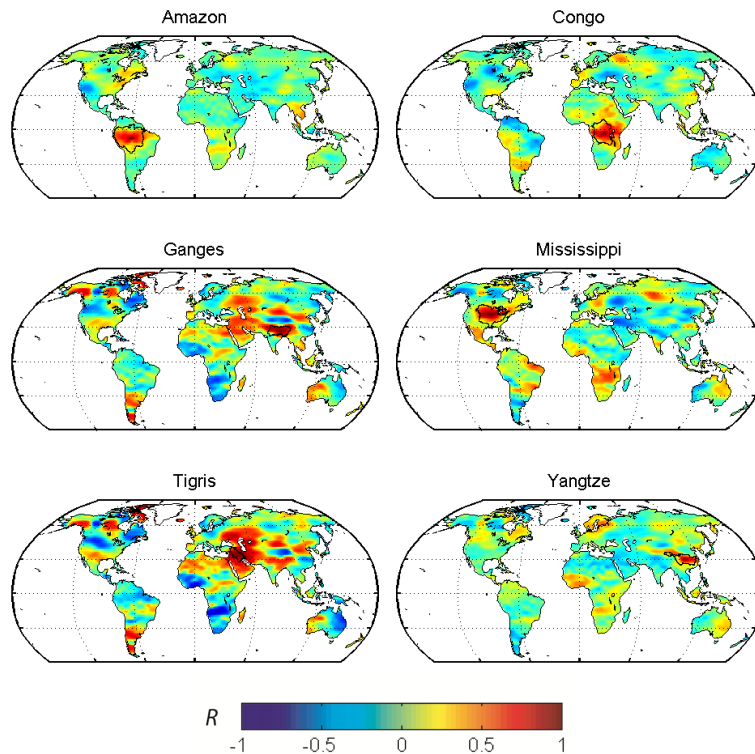 Amazon
Congo
Ganges
Mississippi
Tigris
Yangtze
R
-1
-0.5
0
0.5
1